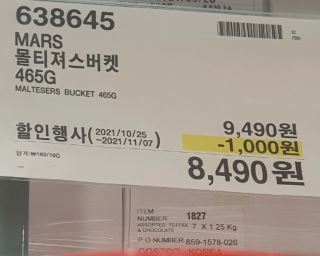 638645
MARS
몰티져스버켓
465G
MALTESERS BUCKET 465G
할인행사(2021/10/25
~2021/11/07)
9,490원
-1,000원
8,490원
단가:W183/10G
ITEM
NUMBER 1827
ASSORTED TOFFEE 7 X 1.25 Kg
& CHOCOLATE
P O NUMBER 859-1578-026
COSTCO KOREA